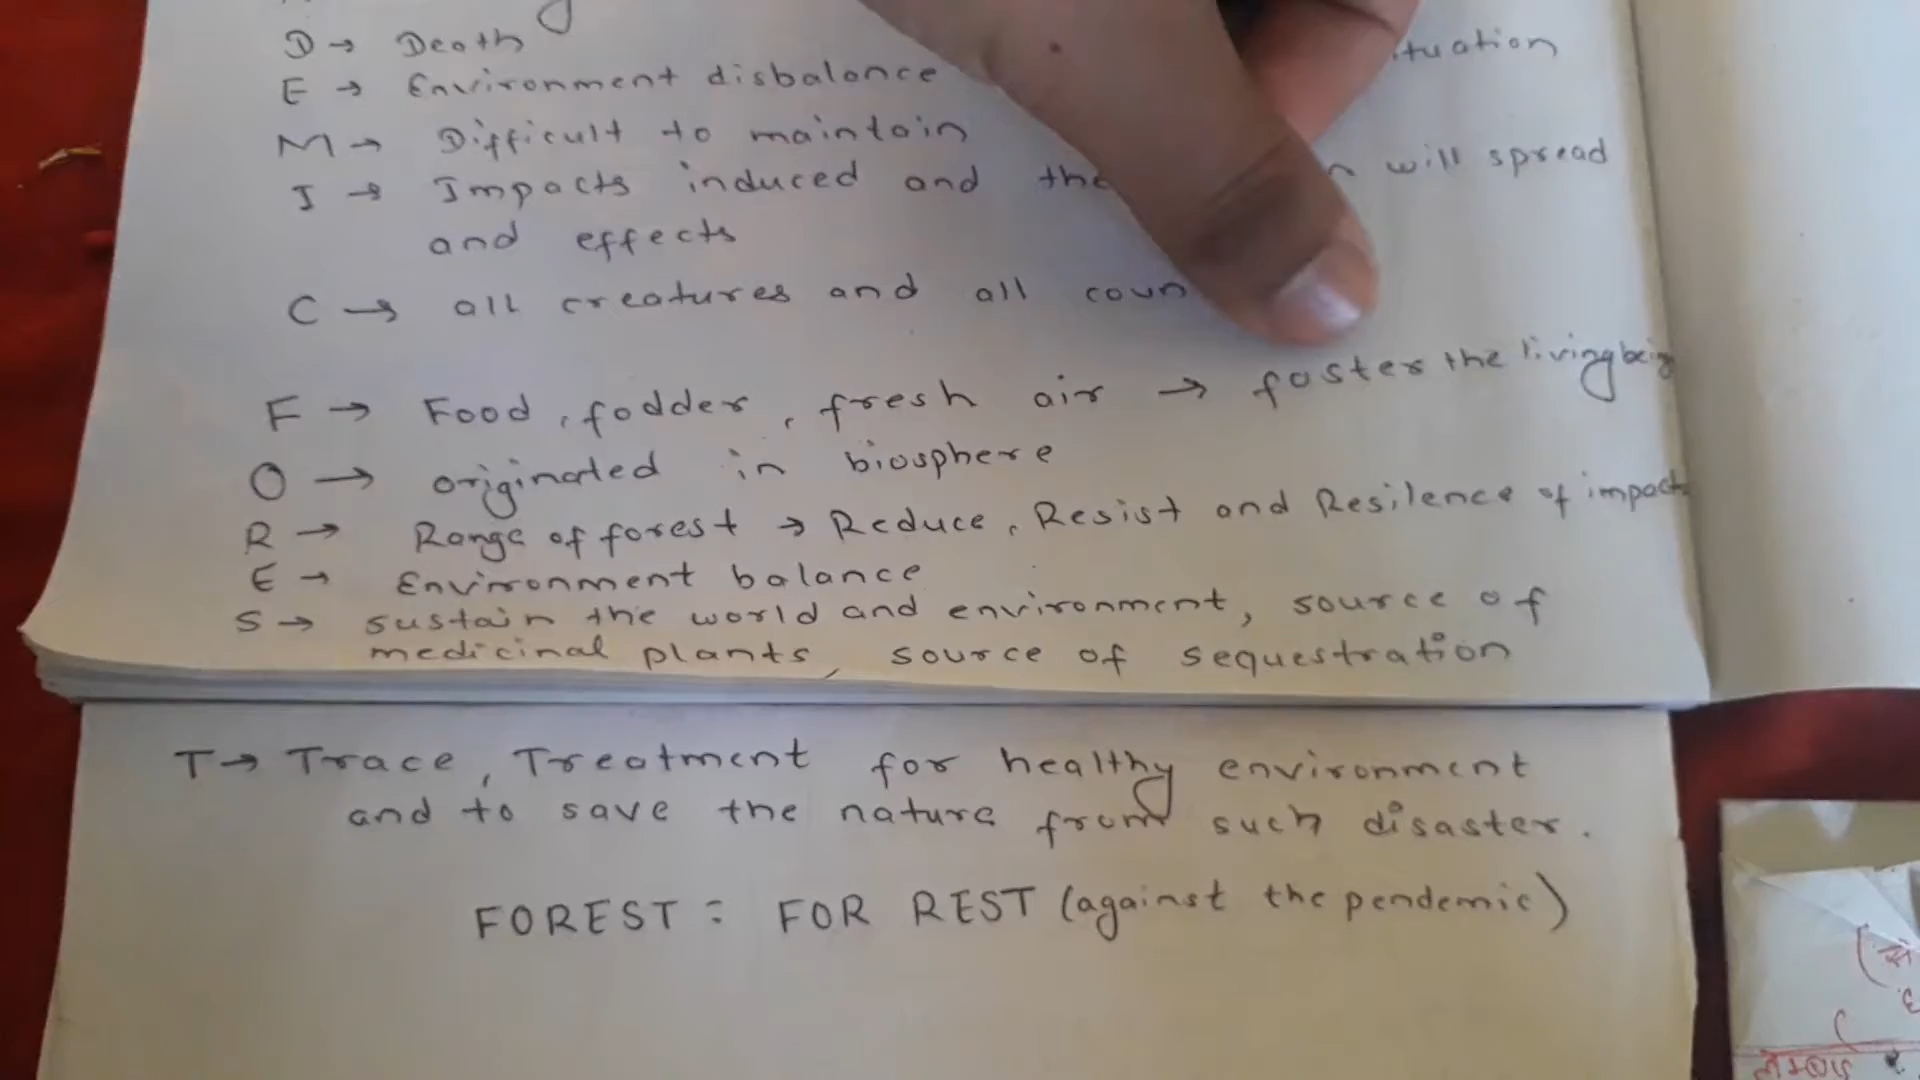 D → Death
E → Environment disbalance
M → Difficult to maintain
I → Impacts induced and the will spread
and effects
C → all creatures and all
F → Food, fodder, fresh air → foster the living being
O → originated in biosphere
R → Range of forest → Reduce, Resist and Resilence of impact
E → Environment balance
S → sustain the world and environment, source of
medicinal plants, source of sequestration
T → Trace, Treatment for healthy environment
and to save the nature from such disaster.
FOREST = FOR REST (against the pendemic)